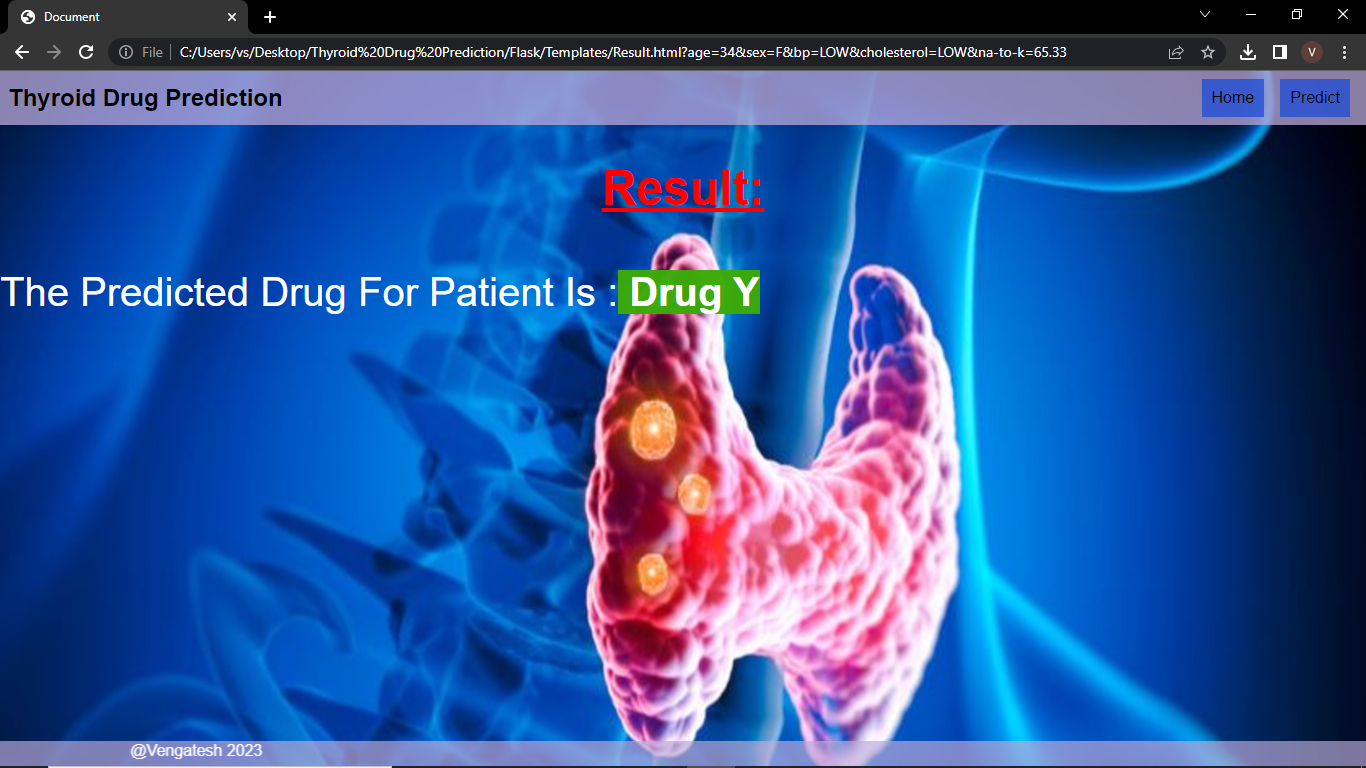 Document
File
C:/Users/vs/Desktop/Thyroid%20Drug%20Prediction/Flask/Templates/Result.html?age=34&sex=F&bp=LOW&cholesterol=LOW&na-to-k=65.33
V
Thyroid Drug Prediction
Home
Predict
Result:
The Predicted Drug For Patient Is : Drug Y
@Vengatesh 2023